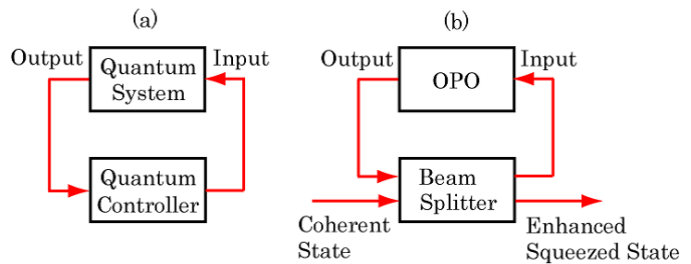 (a)
Output
Input
Quantum
System
Quantum
Controller
(b)
Output
Input
OPO
Beam
Splitter
Coherent
State
Enhanced
Squeezed State